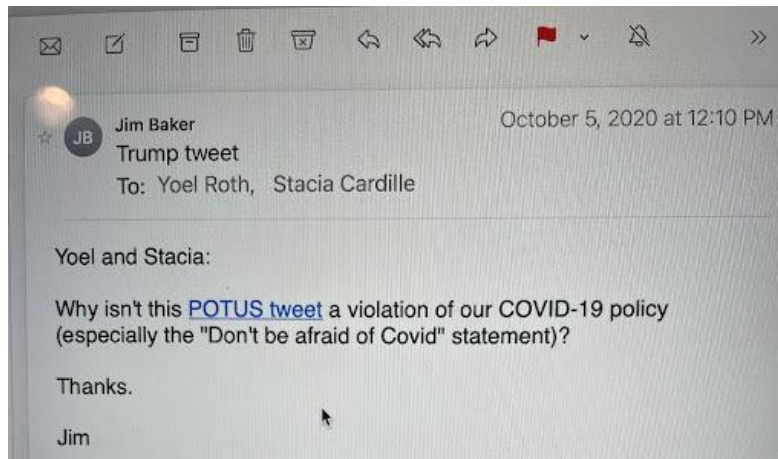 JB
Jim Baker
October 5, 2020 at 12:10 PM
Trump tweet
To: Yoel Roth, Stacia Cardille
Yoel and Stacia:
Why isn't this POTUS tweet a violation of our COVID-19 policy
(especially the "Don't be afraid of Covid" statement)?
Thanks.
Jim